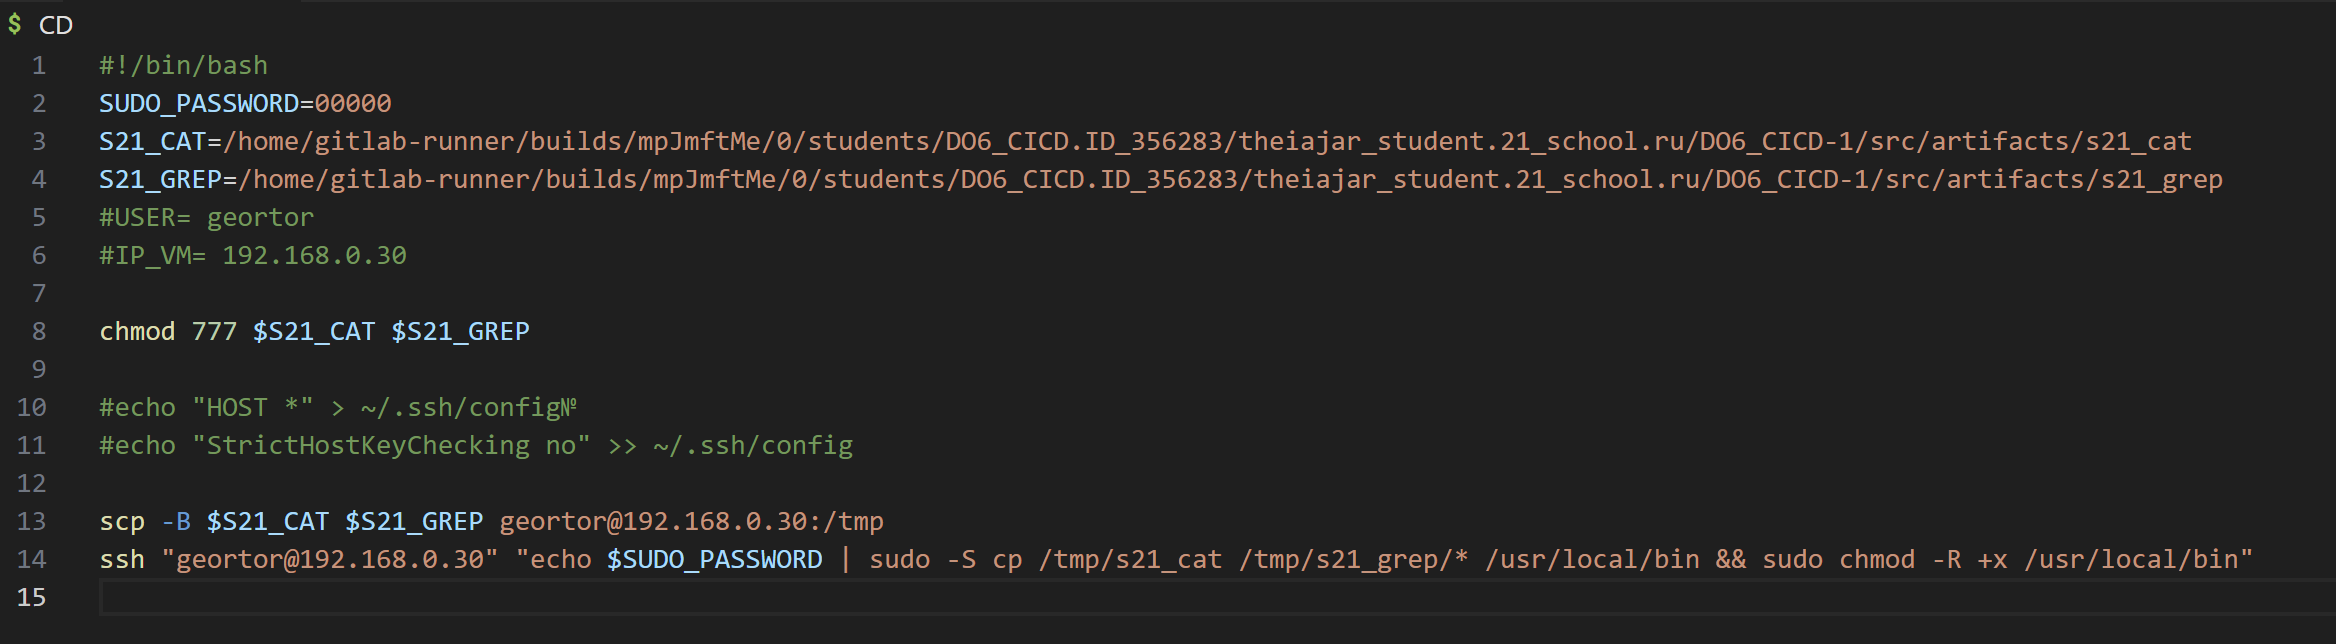 $ CD
1 #!/bin/bash
2 SUDO_PASSWORD=00000
3 S21_CAT=/home/gitlab-runner/builds/mpJmftMe/0/students/DO6_CICD.ID_356283/theiajar_student.21_school.ru/DO6_CICD-1/src/artifacts/s21_cat
4 S21_GREP=/home/gitlab-runner/builds/mpJmftMe/0/students/DO6_CICD.ID_356283/theiajar_student.21_school.ru/DO6_CICD-1/src/artifacts/s21_grep
5 #USER= geortor
6 #IP_VM= 192.168.0.30
7
8 chmod 777 $S21_CAT $S21_GREP
9
10 #echo "HOST *" > ~/.ssh/config№
11 #echo "StrictHostKeyChecking no" >> ~/.ssh/config
12
13 scp -B $S21_CAT $S21_GREP geortor@192.168.0.30:/tmp
14 ssh "geortor@192.168.0.30" "echo $SUDO_PASSWORD | sudo -S cp /tmp/s21_cat /tmp/s21_grep/* /usr/local/bin && sudo chmod -R +x /usr/local/bin"
15